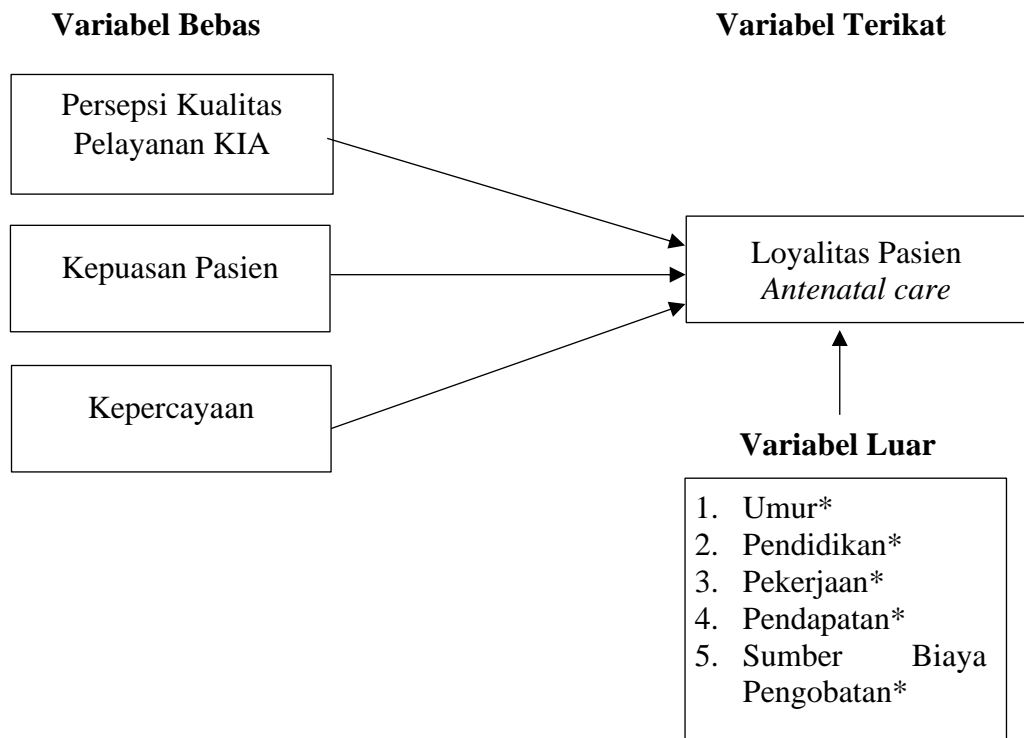 Variabel Bebas
Variabel Terikat
Persepsi Kualitas
Pelayanan KIA
Kepuasan Pasien
Kepercayaan
Loyalitas Pasien
Antenatal care
Variabel Luar
1. Umur*
2. Pendidikan*
3. Pekerjaan*
4. Pendapatan*
5. Sumber Biaya
Pengobatan*